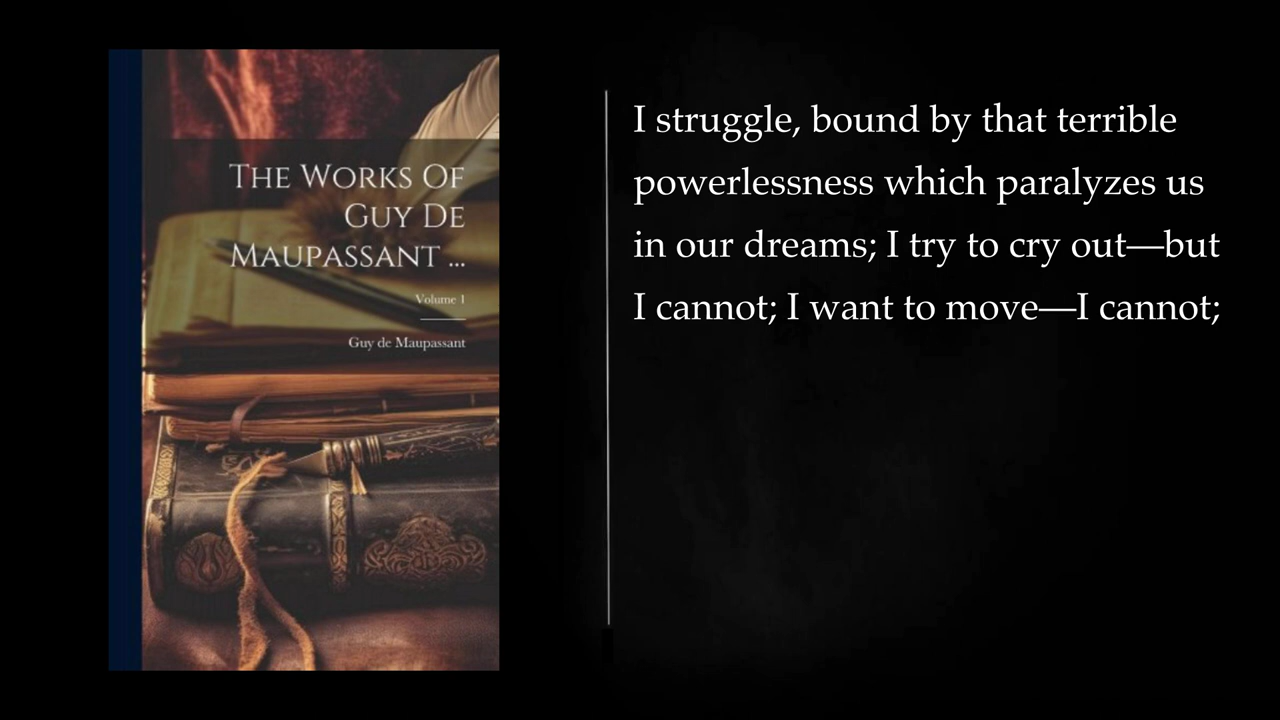 THE WORKS OF
GUY DE
MAUPASSANT ...
Volume 1
Guy de Maupassant
I struggle, bound by that terrible
powerlessness which paralyzes us
in our dreams; I try to cry out—but
I cannot; I want to move—I cannot;